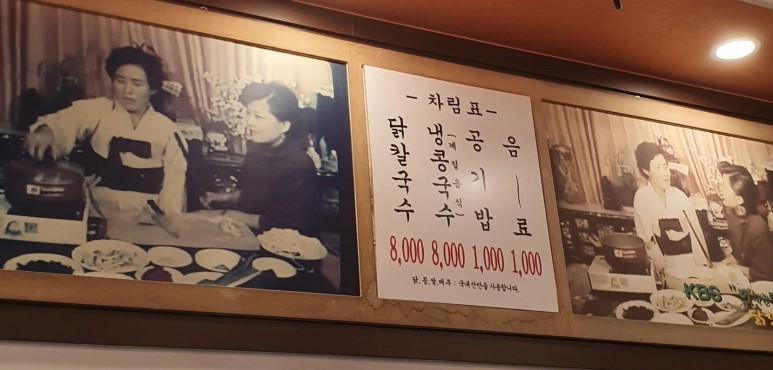 - 차림표 -
닭칼국수 8,000
냉콩국수 (계절음식) 8,000
공기밥 1,000
음료 1,000
닭, 콩, 쌀, 배추 : 국내산만을 사용합니다.
KBS "